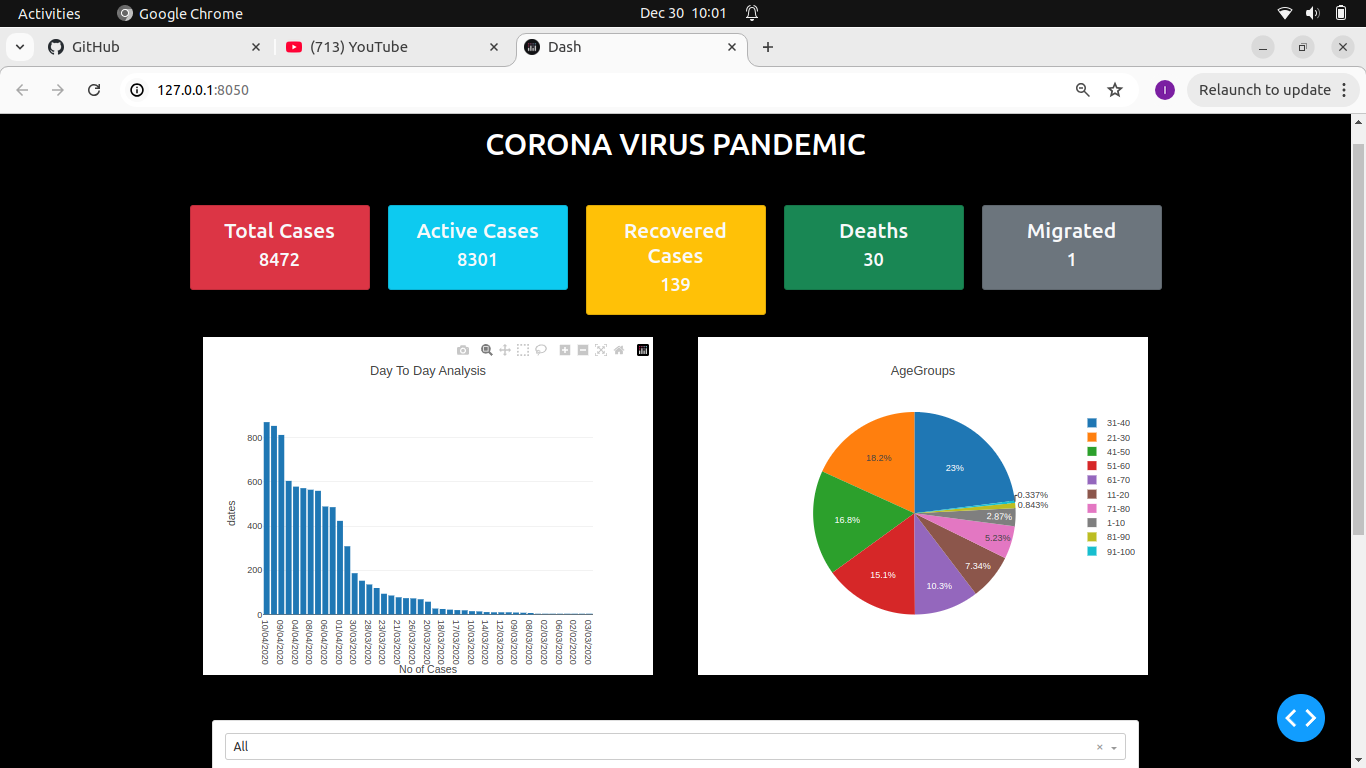 Activities
Google Chrome
Dec 30 10:01
GitHub
(713) YouTube
Dash
127.0.0.1:8050
I
Relaunch to update
CORONA VIRUS PANDEMIC
Total Cases
8472
Active Cases
8301
Recovered
Cases
139
Deaths
30
Migrated
1
Day To Day Analysis
dates
800
600
400
200
0
10/04/2020
09/04/2020
04/04/2020
08/04/2020
06/04/2020
01/04/2020
30/03/2020
28/03/2020
23/03/2020
21/03/2020
26/03/2020
20/03/2020
18/03/2020
17/03/2020
10/03/2020
14/03/2020
12/03/2020
09/03/2020
08/03/2020
02/03/2020
06/03/2020
02/02/2020
03/03/2020
No of Cases
AgeGroups
23%
18.2%
16.8%
15.1%
10.3%
7.34%
5.23%
2.87%
0.843%
0.337%
31-40
21-30
41-50
51-60
61-70
11-20
71-80
1-10
81-90
91-100
All